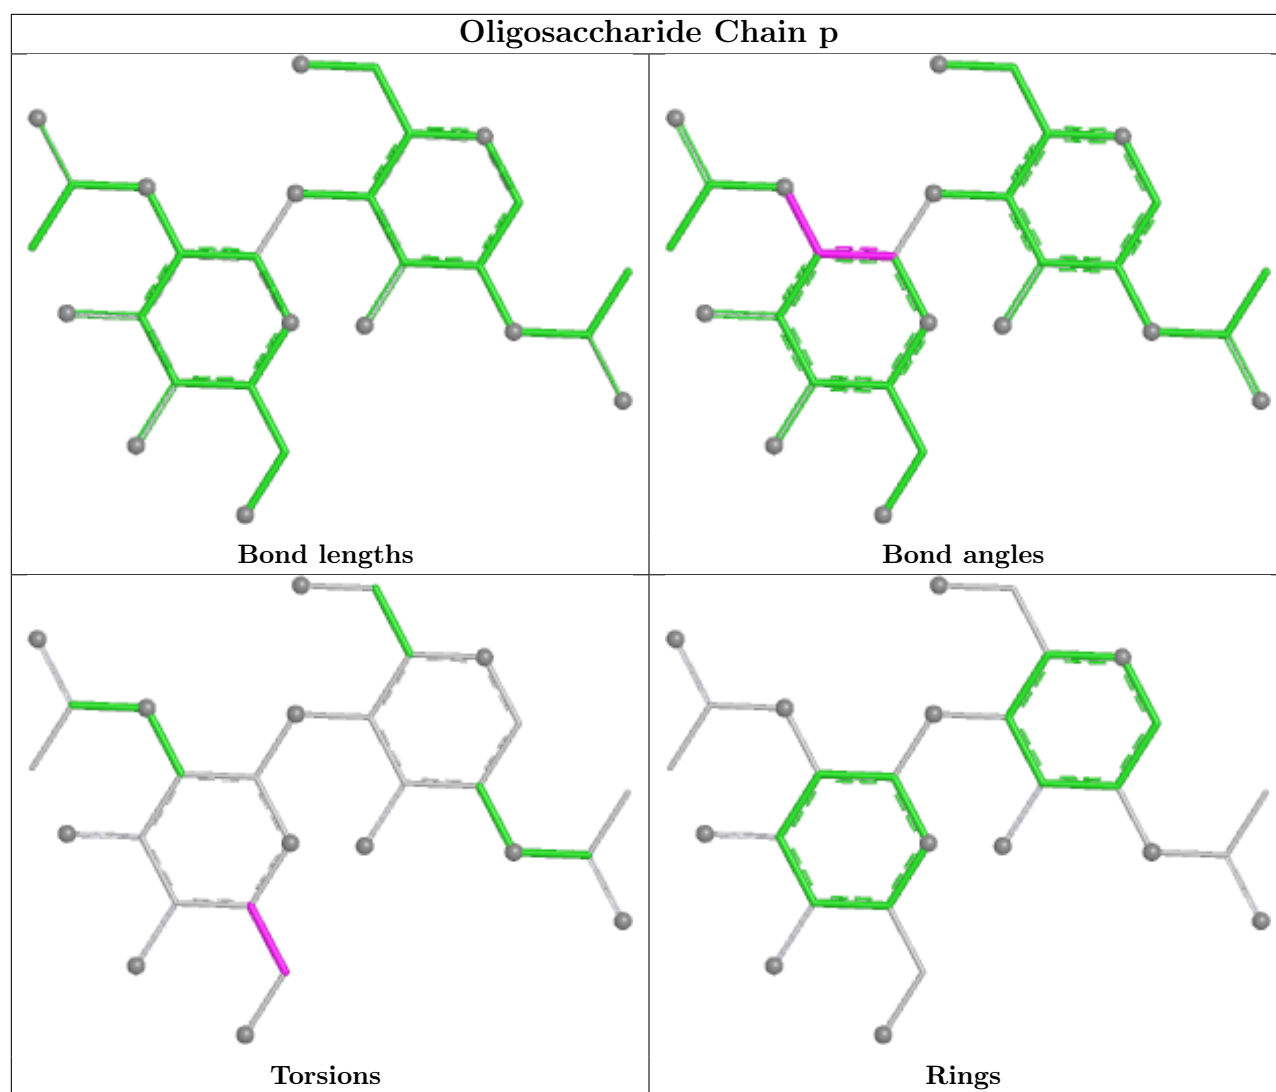 Oligosaccharide Chain p
Bond lengths
Bond angles
Torsions
Rings